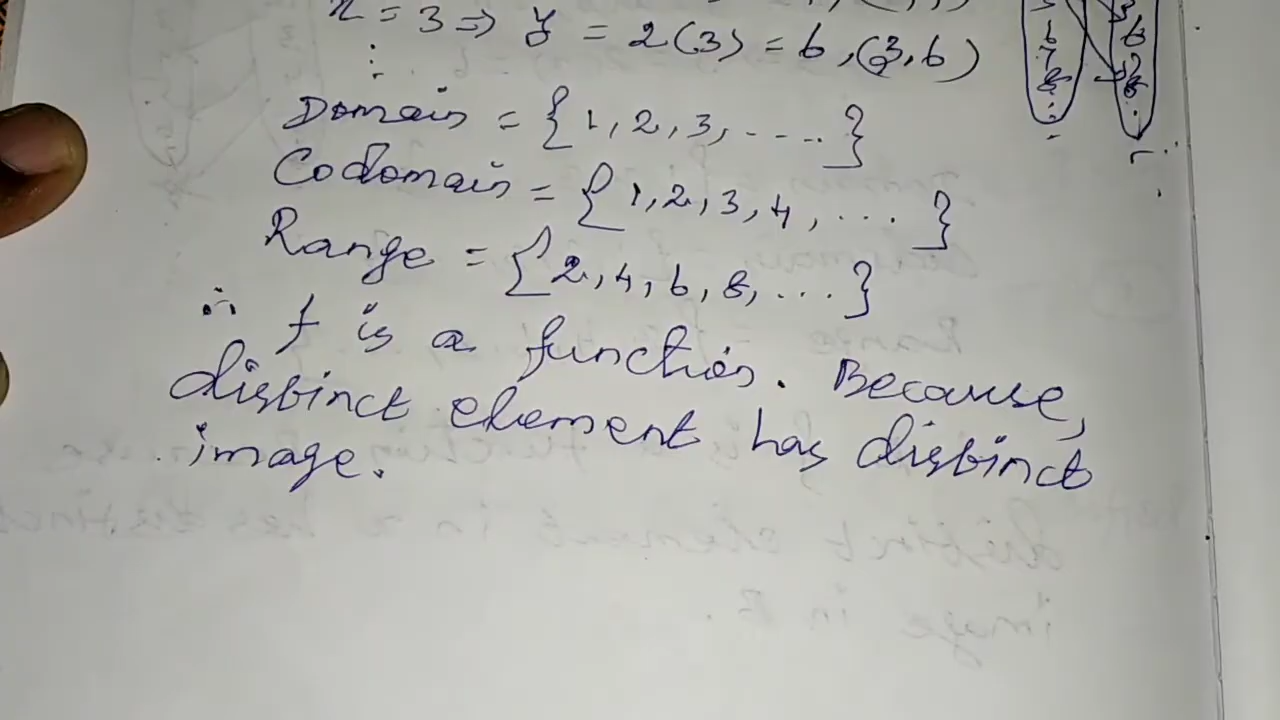 x = 3 ⇒ y = 2(3) = 6, (3, 6)
⋮
Domain = {1, 2, 3, ....}
Codomain = {1, 2, 3, 4, ... }
Range = {2, 4, 6, 8, ... }
∴ f is a function. Because,
distinct element has distinct
image.